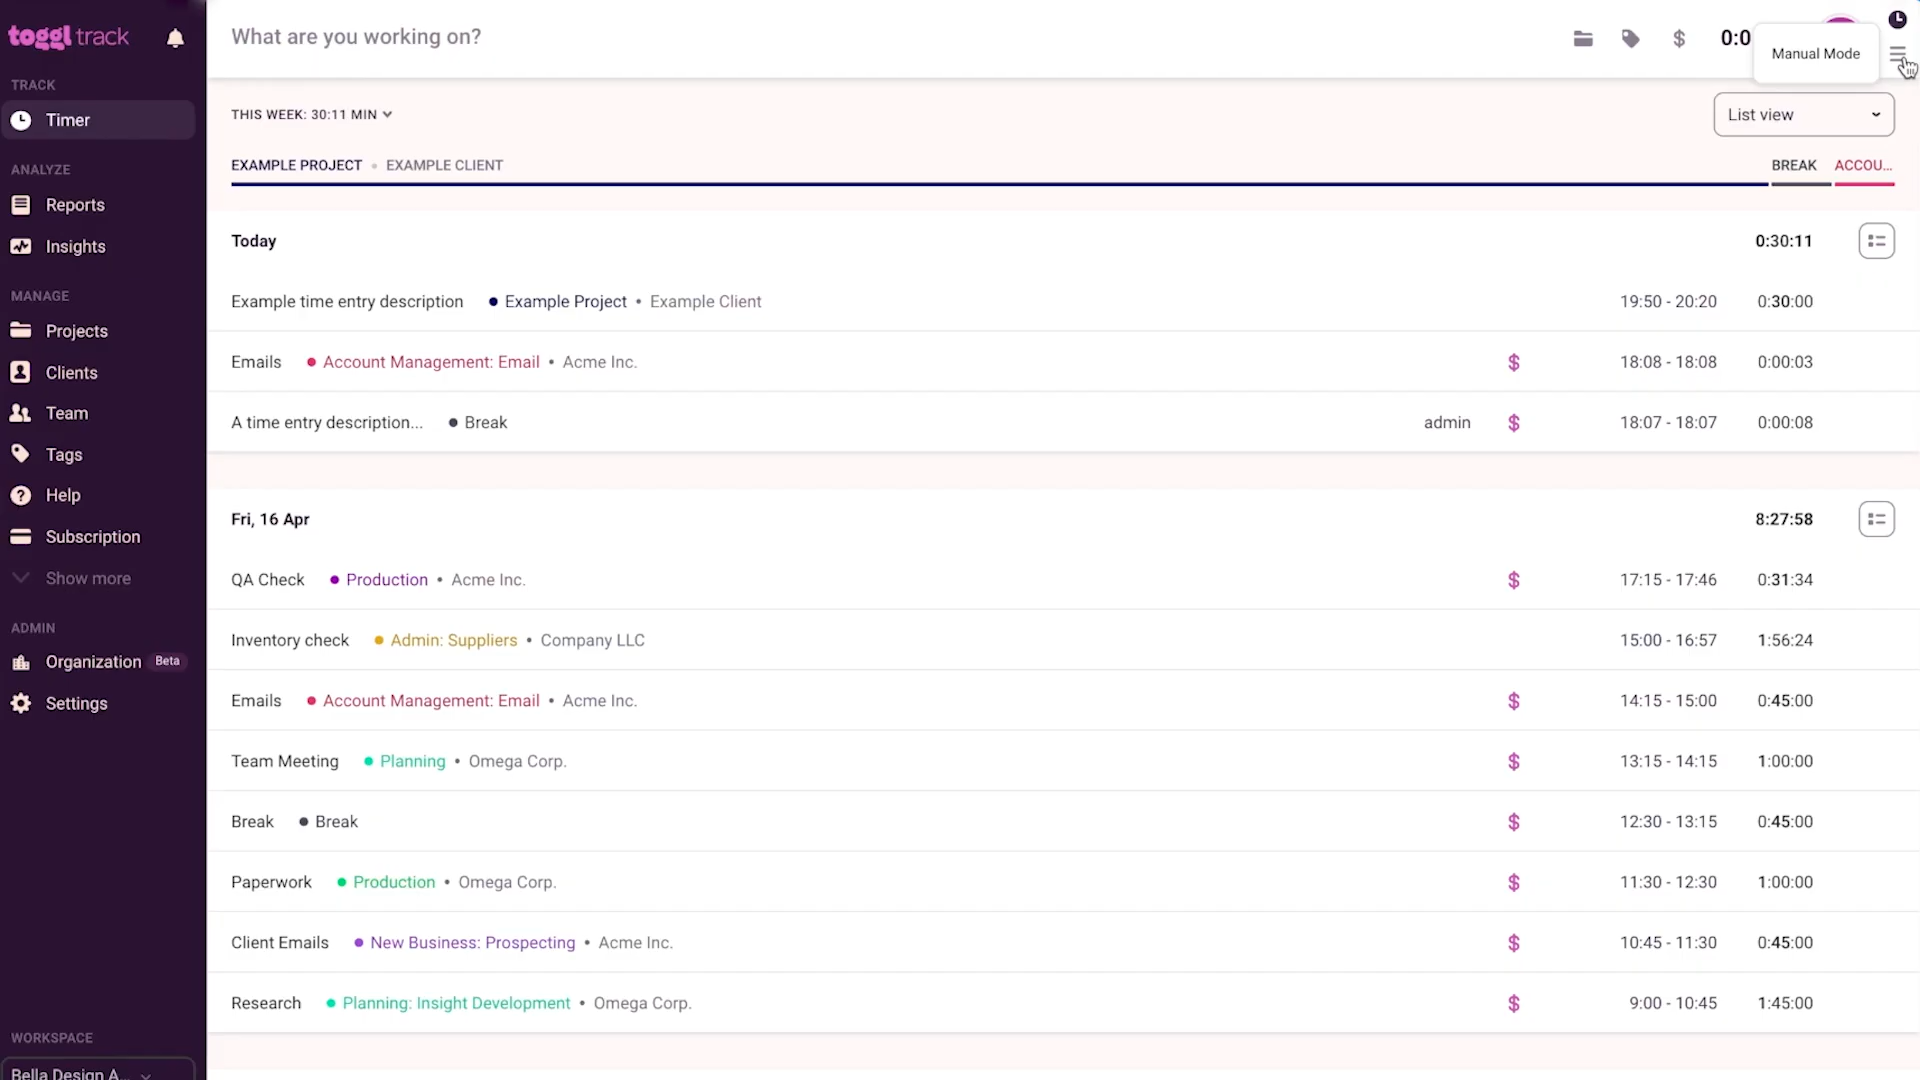 toggl track
TRACK
Timer
ANALYZE
Reports
Insights
MANAGE
Projects
Clients
Team
Tags
Help
Subscription
Show more
ADMIN
Organization Beta
Settings
WORKSPACE
Bella Design A...
What are you working on?
$ 0:0
Manual Mode
THIS WEEK: 30:11 MIN
List view
EXAMPLE PROJECT • EXAMPLE CLIENT BREAK ACCOU...
Today 0:30:11
Example time entry description • Example Project • Example Client 19:50 - 20:20 0:30:00
Emails • Account Management: Email • Acme Inc. $ 18:08 - 18:08 0:00:03
A time entry description... • Break admin $ 18:07 - 18:07 0:00:08
Fri, 16 Apr 8:27:58
QA Check • Production • Acme Inc. $ 17:15 - 17:46 0:31:34
Inventory check • Admin: Suppliers • Company LLC 15:00 - 16:57 1:56:24
Emails • Account Management: Email • Acme Inc. $ 14:15 - 15:00 0:45:00
Team Meeting • Planning • Omega Corp. $ 13:15 - 14:15 1:00:00
Break • Break $ 12:30 - 13:15 0:45:00
Paperwork • Production • Omega Corp. $ 11:30 - 12:30 1:00:00
Client Emails • New Business: Prospecting • Acme Inc. $ 10:45 - 11:30 0:45:00
Research • Planning: Insight Development • Omega Corp. $ 9:00 - 10:45 1:45:00